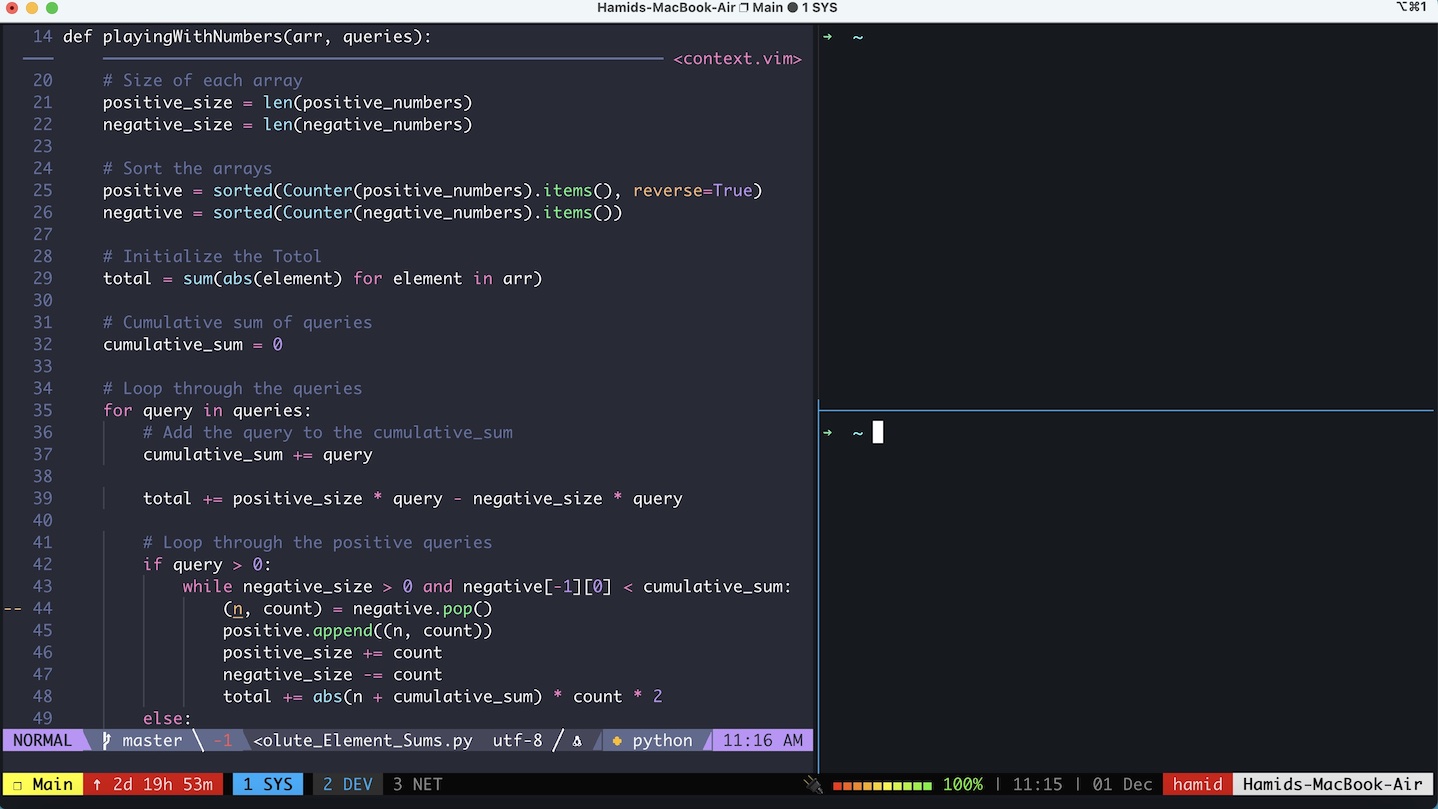 Hamids-MacBook-Air ❐ Main ● 1 SYS
⌥⌘1
14 def playingWithNumbers(arr, queries):
<context.vim>
20     # Size of each array
21     positive_size = len(positive_numbers)
22     negative_size = len(negative_numbers)
23
24     # Sort the arrays
25     positive = sorted(Counter(positive_numbers).items(), reverse=True)
26     negative = sorted(Counter(negative_numbers).items())
27
28     # Initialize the Totol
29     total = sum(abs(element) for element in arr)
30
31     # Cumulative sum of queries
32     cumulative_sum = 0
33
34     # Loop through the queries
35     for query in queries:
36         # Add the query to the cumulative_sum
37         cumulative_sum += query
38
39         total += positive_size * query - negative_size * query
40
41         # Loop through the positive queries
42         if query > 0:
43             while negative_size > 0 and negative[-1][0] < cumulative_sum:
-- 44                 (n, count) = negative.pop()
45                 positive.append((n, count))
46                 positive_size += count
47                 negative_size -= count
48                 total += abs(n + cumulative_sum) * count * 2
49         else:
NORMAL master -1 <olute_Element_Sums.py utf-8 python 11:16 AM
→ ~
→ ~
❐ Main ↑ 2d 19h 53m 1 SYS 2 DEV 3 NET 100% | 11:15 | 01 Dec hamid Hamids-MacBook-Air